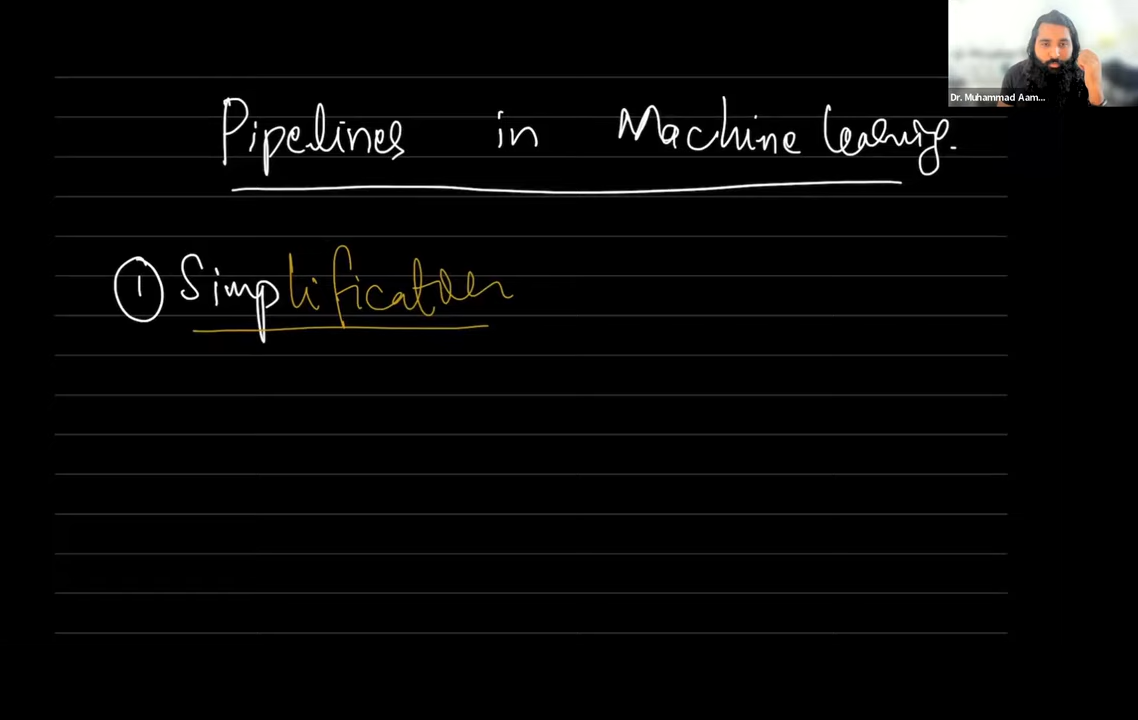 Dr. Muhammad Aam...
Pipelines in Machine Learning.
① Simplification